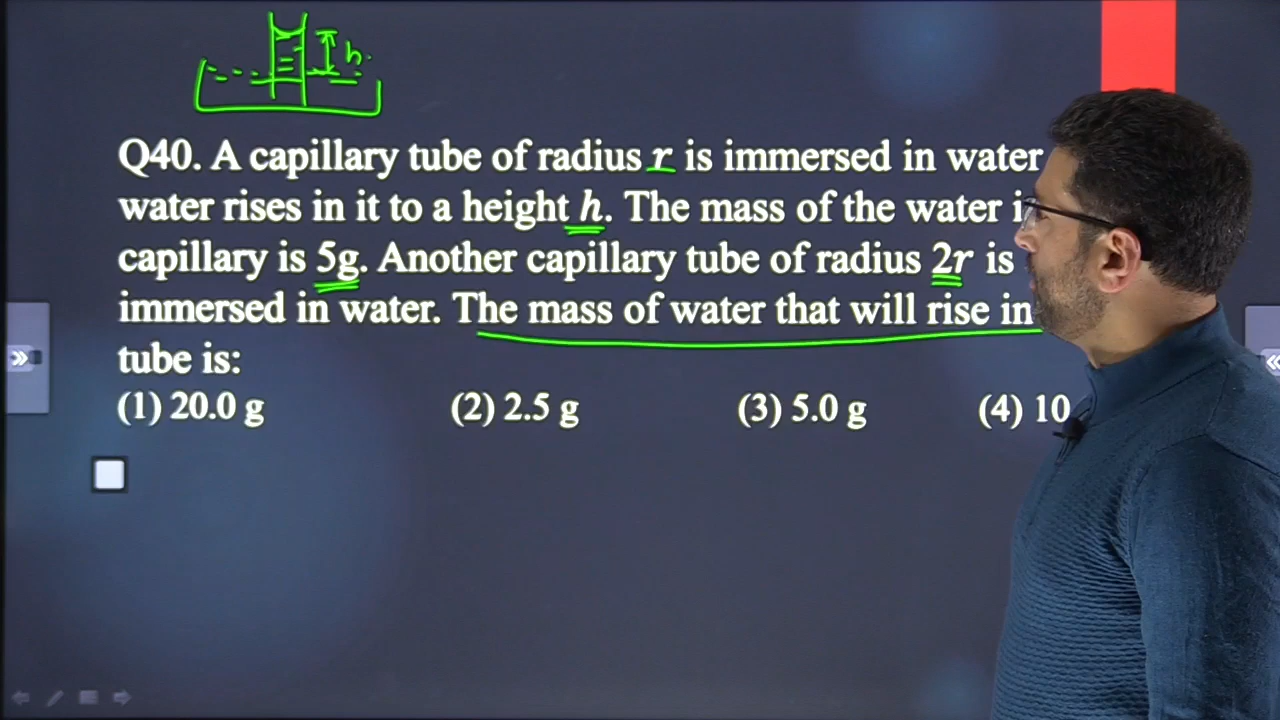 h
Q40. A capillary tube of radius r is immersed in water
water rises in it to a height h. The mass of the water
capillary is 5g. Another capillary tube of radius 2r is
immersed in water. The mass of water that will rise in
tube is:
(1) 20.0 g (2) 2.5 g (3) 5.0 g (4) 10